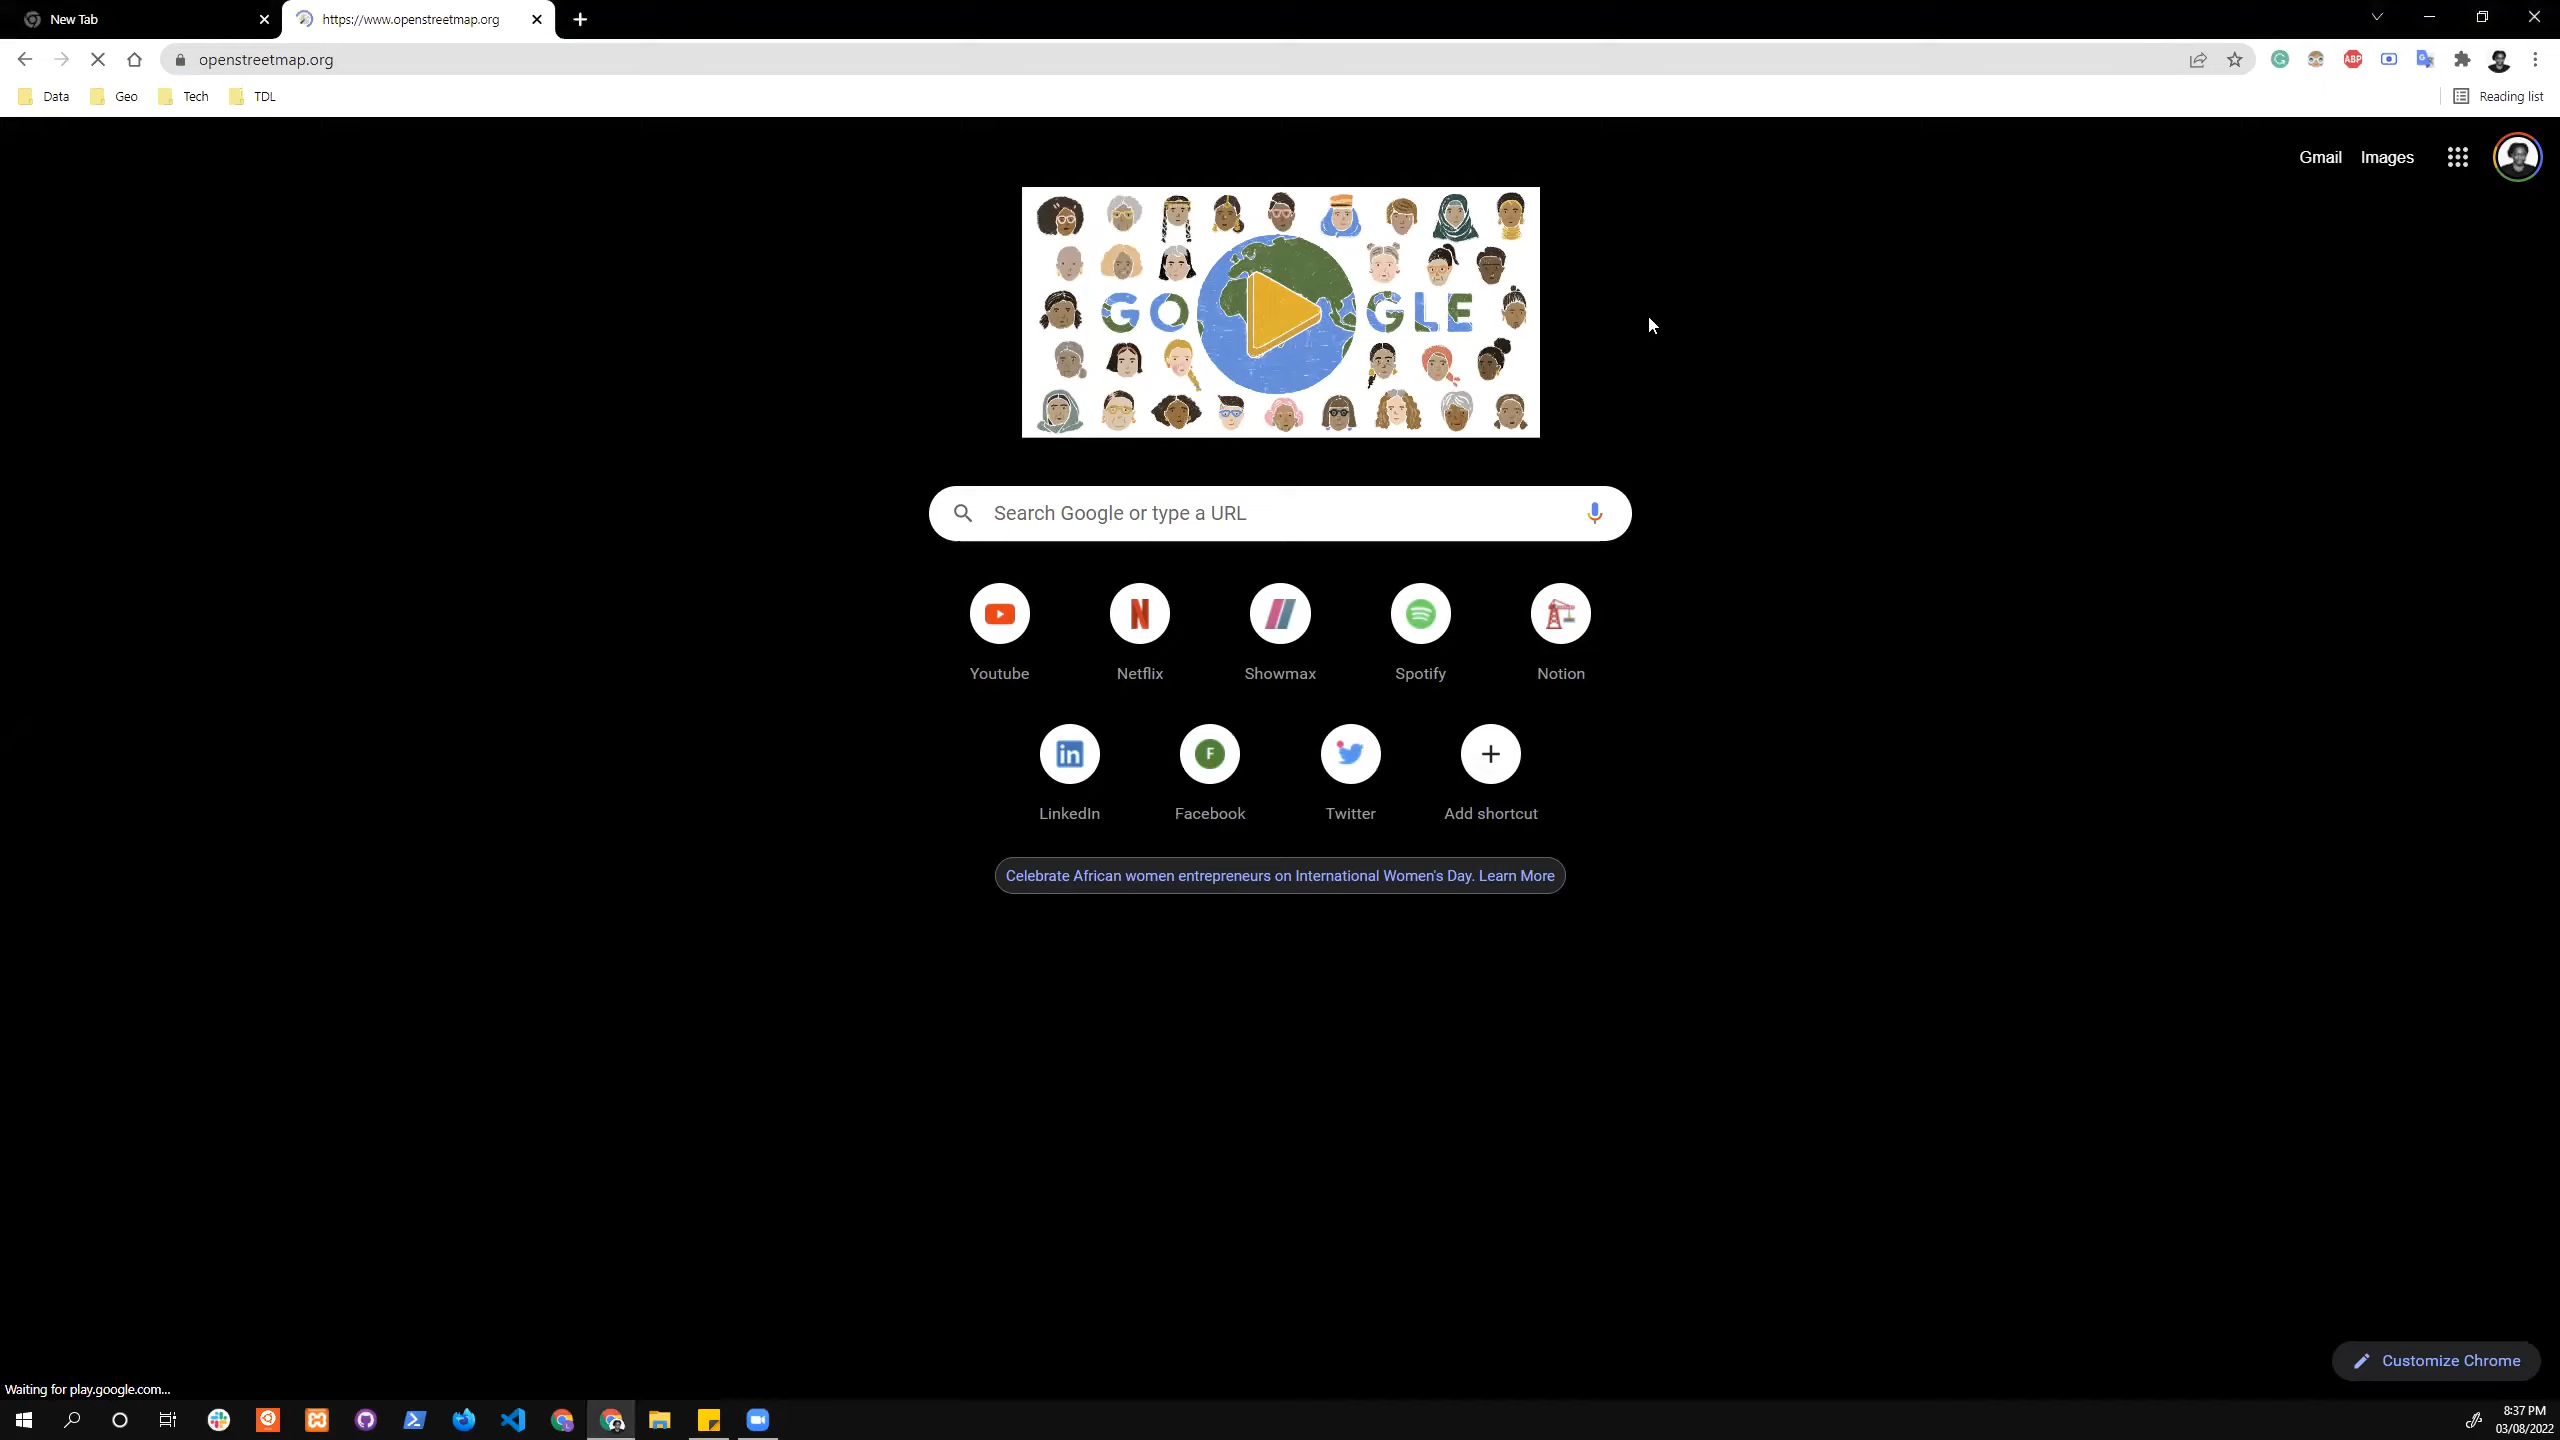 New Tab
https://www.openstreetmap.org
openstreetmap.org
ABP
Data
Geo
Tech
TDL
Reading list
Gmail
Images
GO GLE
Search Google or type a URL
Youtube
Netflix
Showmax
Spotify
Notion
in
F
LinkedIn
Facebook
Twitter
Add shortcut
Celebrate African women entrepreneurs on International Women's Day. Learn More
Customize Chrome
Waiting for play.google.com...
8:37 PM
03/08/2022